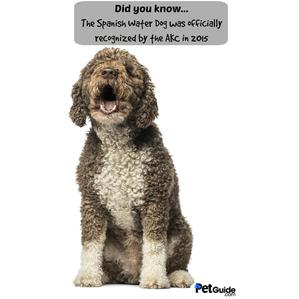 Did you know...
The Spanish Water Dog was officially
recognized by the AKC in 2015
PetGuide
.com